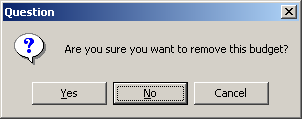 Question
Are you sure you want to remove this budget?
Yes
No
Cancel